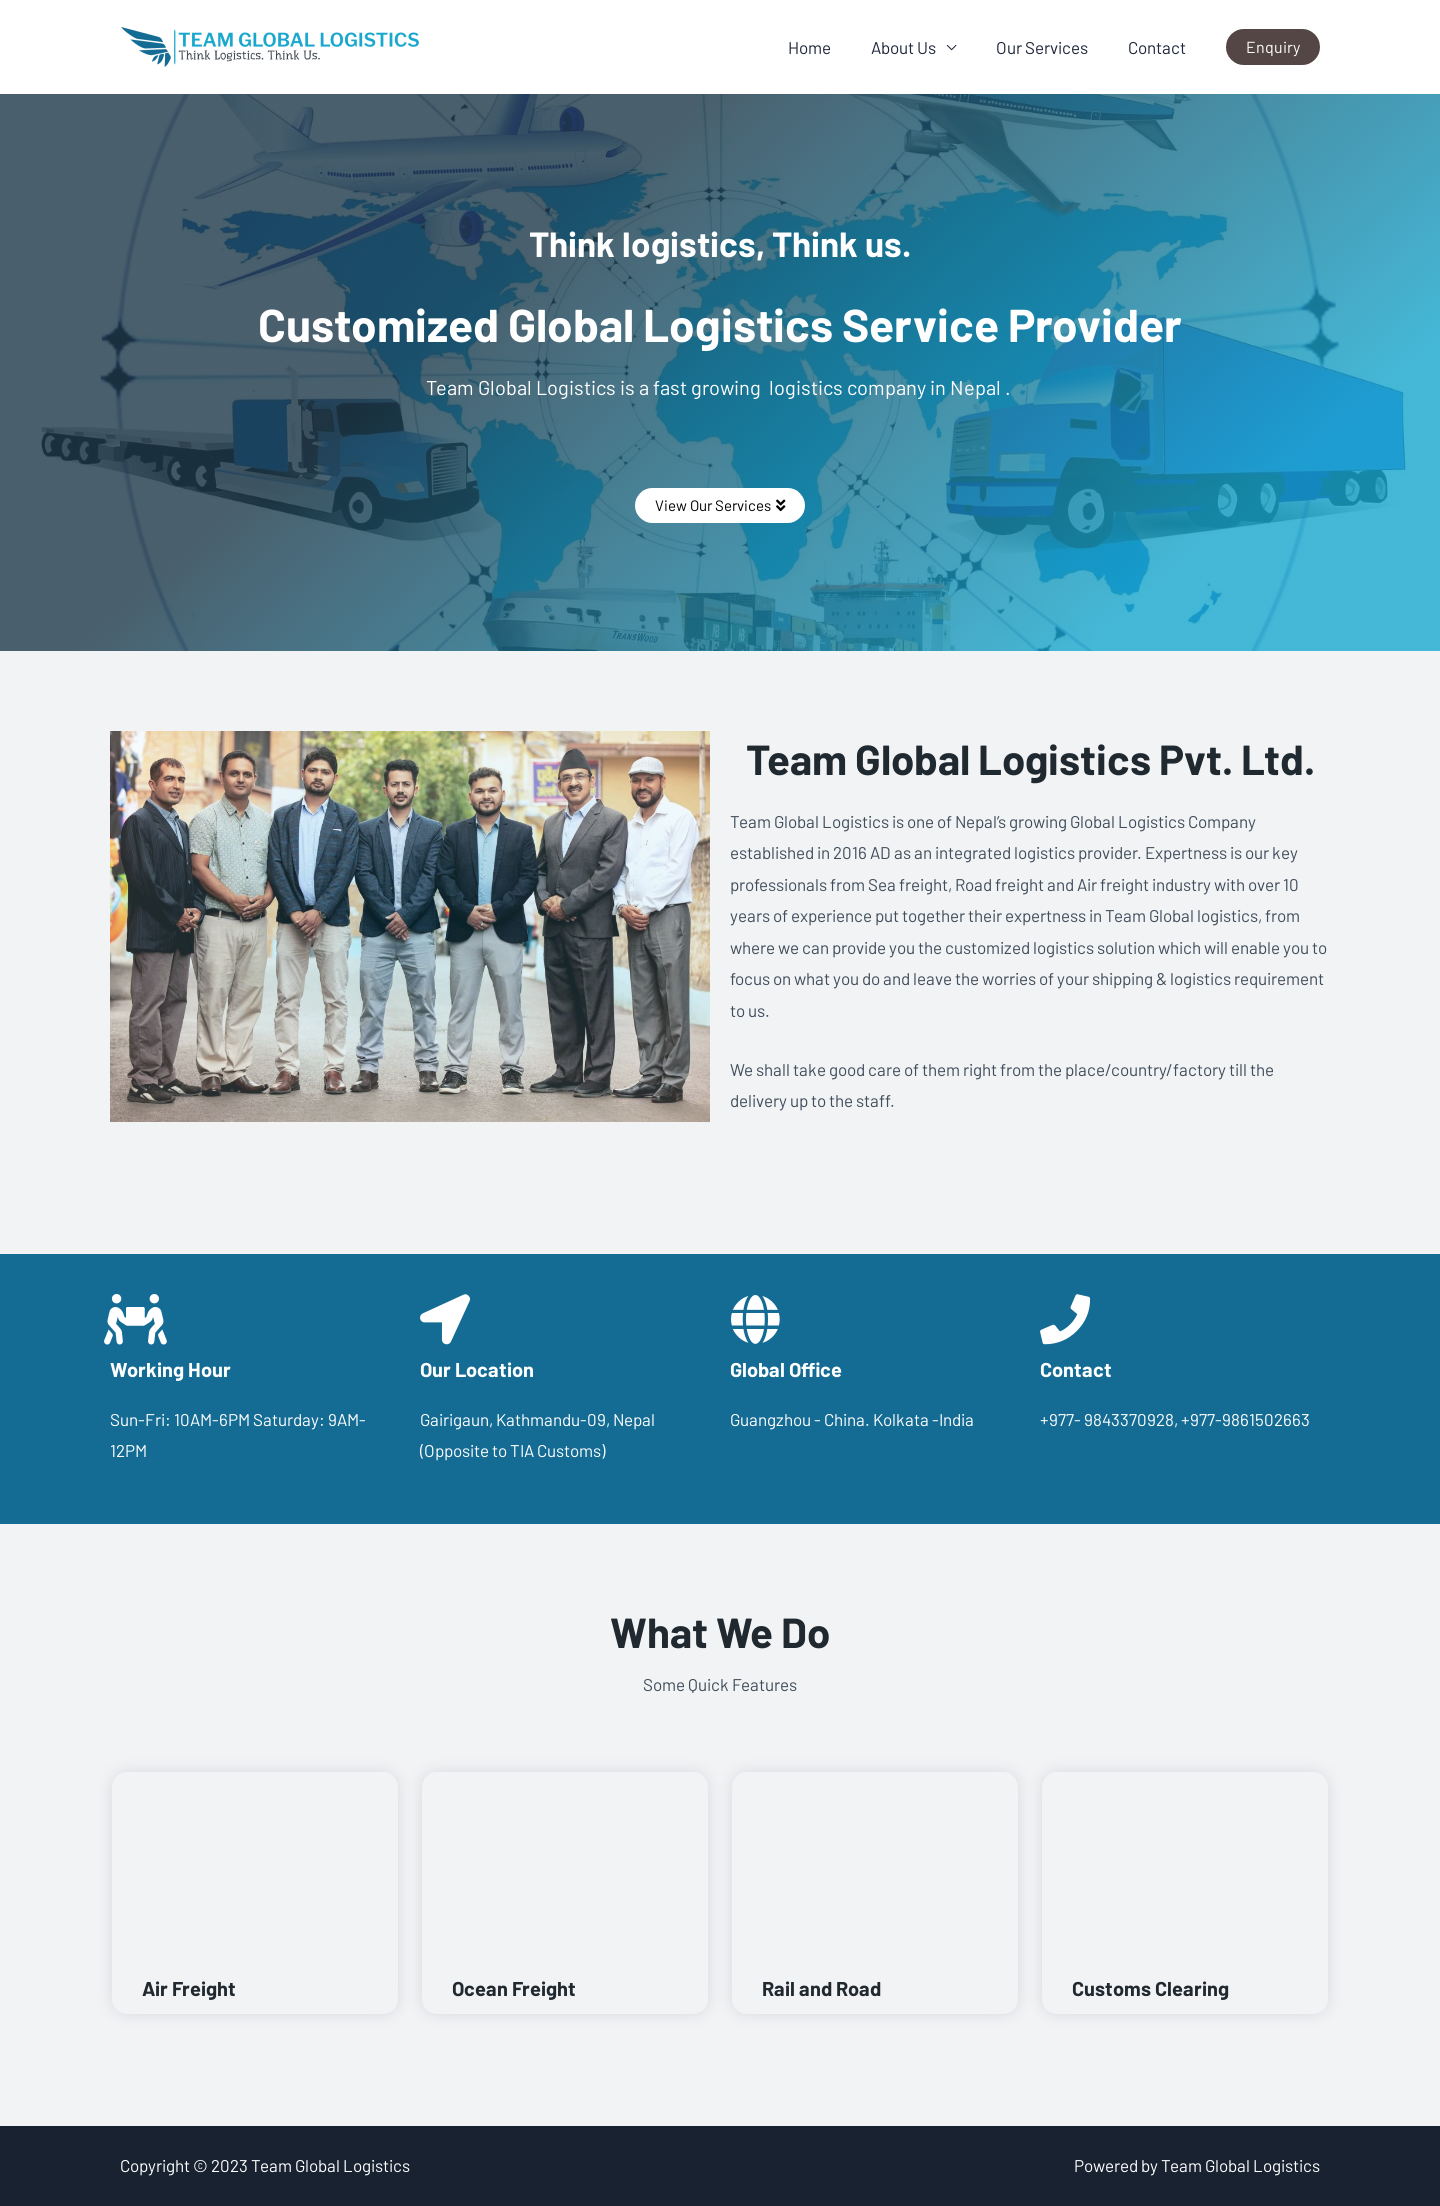 TEAM GLOBAL LOGISTICS
Think Logistics. Think Us.
Home
About Us
Our Services
Contact
Enquiry
Think logistics, Think us.
Customized Global Logistics Service Provider
Team Global Logistics is a fast growing  logistics company in Nepal .
View Our Services
TRANSWOOD
Team Global Logistics Pvt. Ltd.
Team Global Logistics is one of Nepal’s growing Global Logistics Company
established in 2016 AD as an integrated logistics provider. Expertness is our key
professionals from Sea freight, Road freight and Air freight industry with over 10
years of experience put together their expertness in Team Global logistics, from
where we can provide you the customized logistics solution which will enable you to
focus on what you do and leave the worries of your shipping & logistics requirement
to us.
We shall take good care of them right from the place/country/factory till the
delivery up to the staff.
Working Hour
Sun-Fri: 10AM-6PM Saturday: 9AM-
12PM
Our Location
Gairigaun, Kathmandu-09, Nepal
(Opposite to TIA Customs)
Global Office
Guangzhou - China. Kolkata -India
Contact
+977- 9843370928, +977-9861502663
What We Do
Some Quick Features
Air Freight
Ocean Freight
Rail and Road
Customs Clearing
Copyright © 2023 Team Global Logistics
Powered by Team Global Logistics